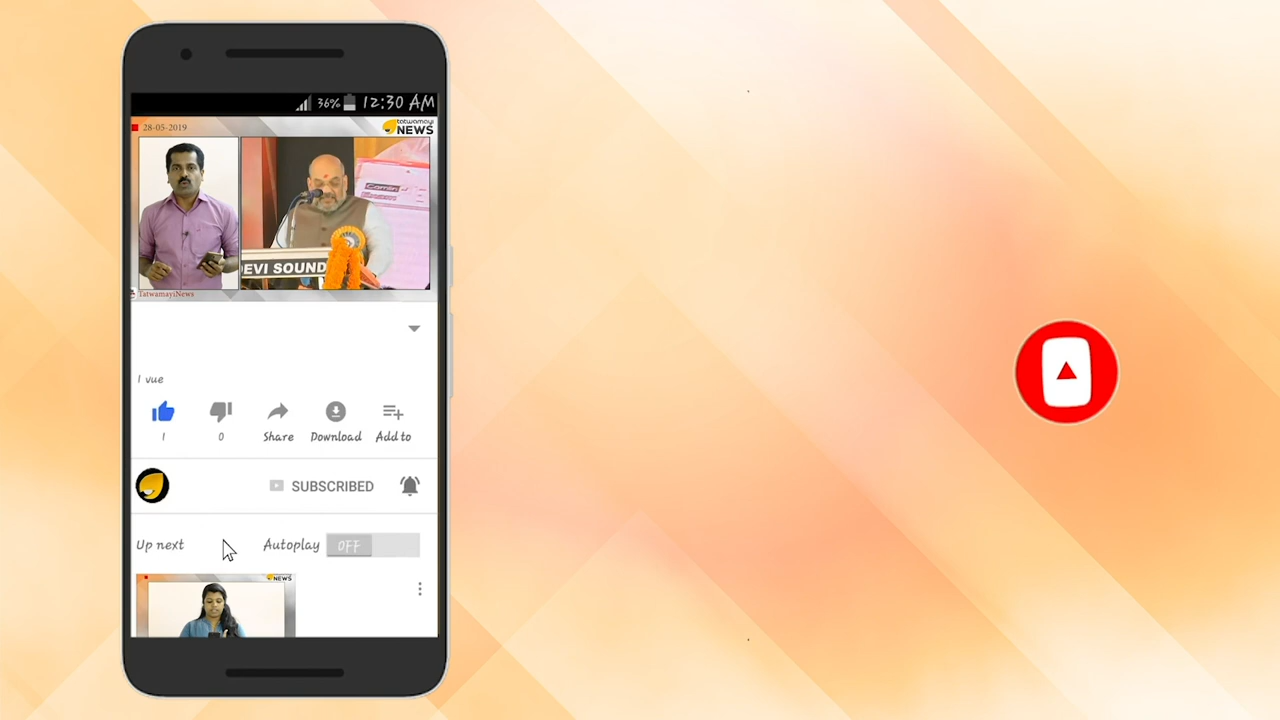 36% 12:30 AM
28-05-2019
tatwamayi
NEWS
DEVI SOUND
TatwamayiNews
1 vue
1
0
Share
Download
Add to
SUBSCRIBED
Up next
Autoplay
OFF
NEWS